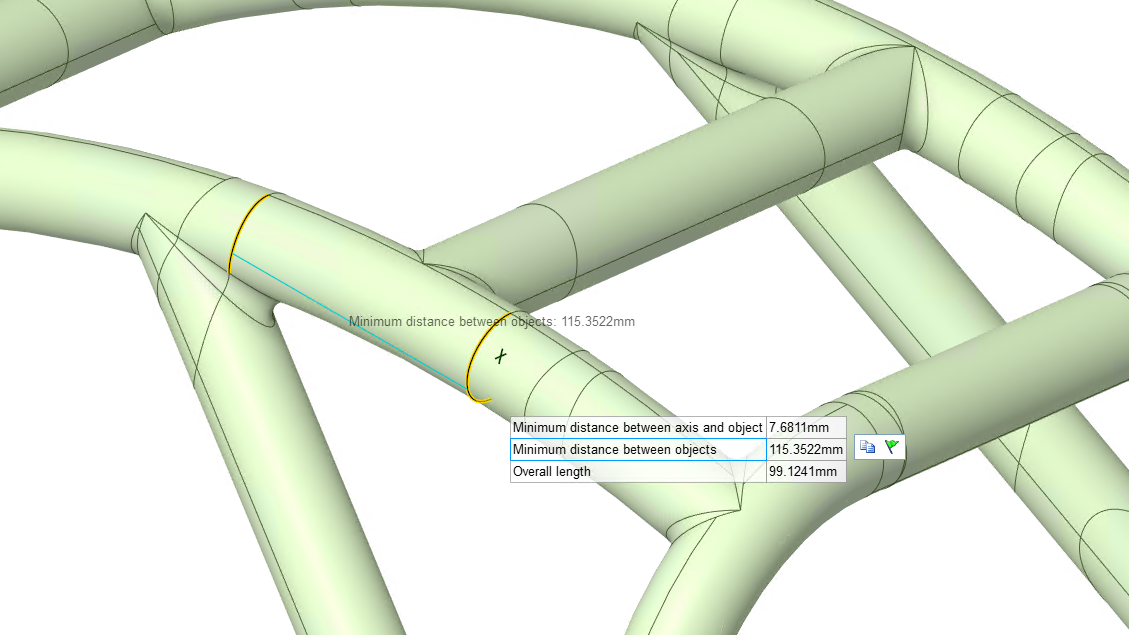 Minimum distance between objects: 115.3522mm
Minimum distance between axis and object 7.6811mm
Minimum distance between objects 115.3522mm
Overall length 99.1241mm